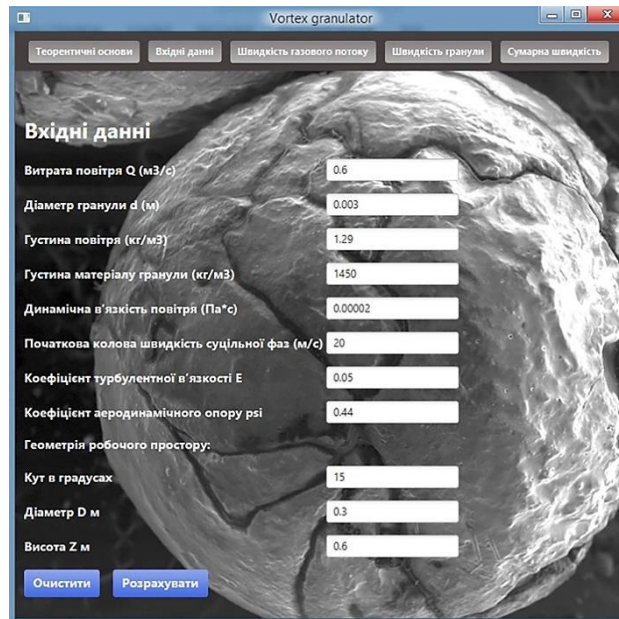 Vortex granulator
Теорентичні основи Вхідні данні Швидкість газового потоку Швидкість гранули Сумарна швидкість
Вхідні данні
Витрата повітря Q (м3/с) 0.6
Діаметр гранули d (м) 0.003
Густина повітря (кг/м3) 1.29
Густина матеріалу гранули (кг/м3) 1450
Динамічна в'язкість повітря (Па*с) 0.00002
Початкова колова швидкість суцільної фаз (м/с) 20
Коефіцієнт турбулентної в'язкості E 0.05
Коефіцієнт аеродинамічного опору psi 0.44
Геометрія робочого простору:
Кут в градусах 15
Діаметр D м 0.3
Висота Z м 0.6
Очистити Розрахувати